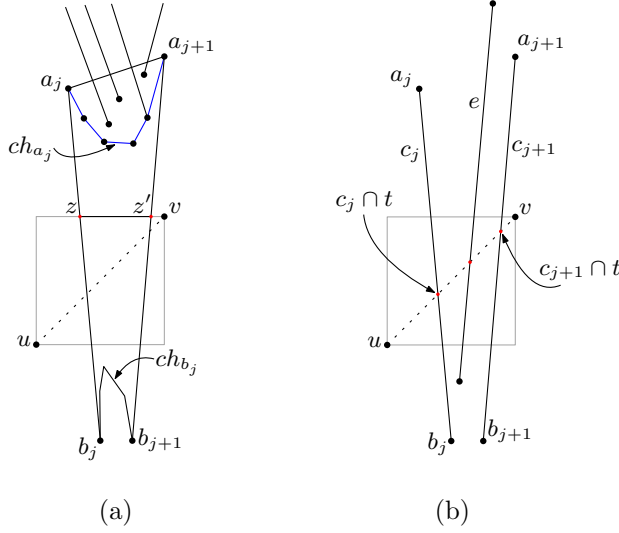 a_j
a_{j+1}
ch_{a_j}
z
z'
v
u
ch_{b_j}
b_j
b_{j+1}
(a)
a_j
a_{j+1}
e
c_j
c_{j+1}
c_j ∩ t
v
c_{j+1} ∩ t
u
b_j
b_{j+1}
(b)